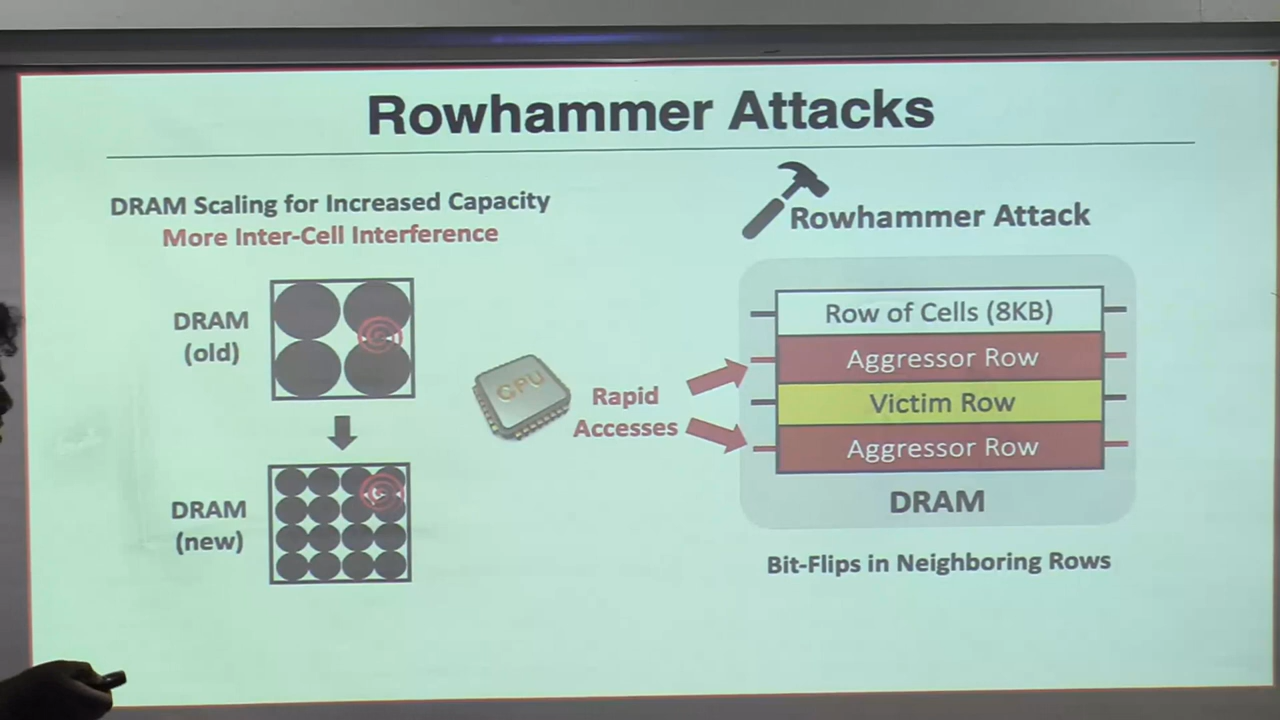 Rowhammer Attacks
DRAM Scaling for Increased Capacity
More Inter-Cell Interference
DRAM
(old)
DRAM
(new)
CPU
Rapid
Accesses
Rowhammer Attack
Row of Cells (8KB)
Aggressor Row
Victim Row
Aggressor Row
DRAM
Bit-Flips in Neighboring Rows